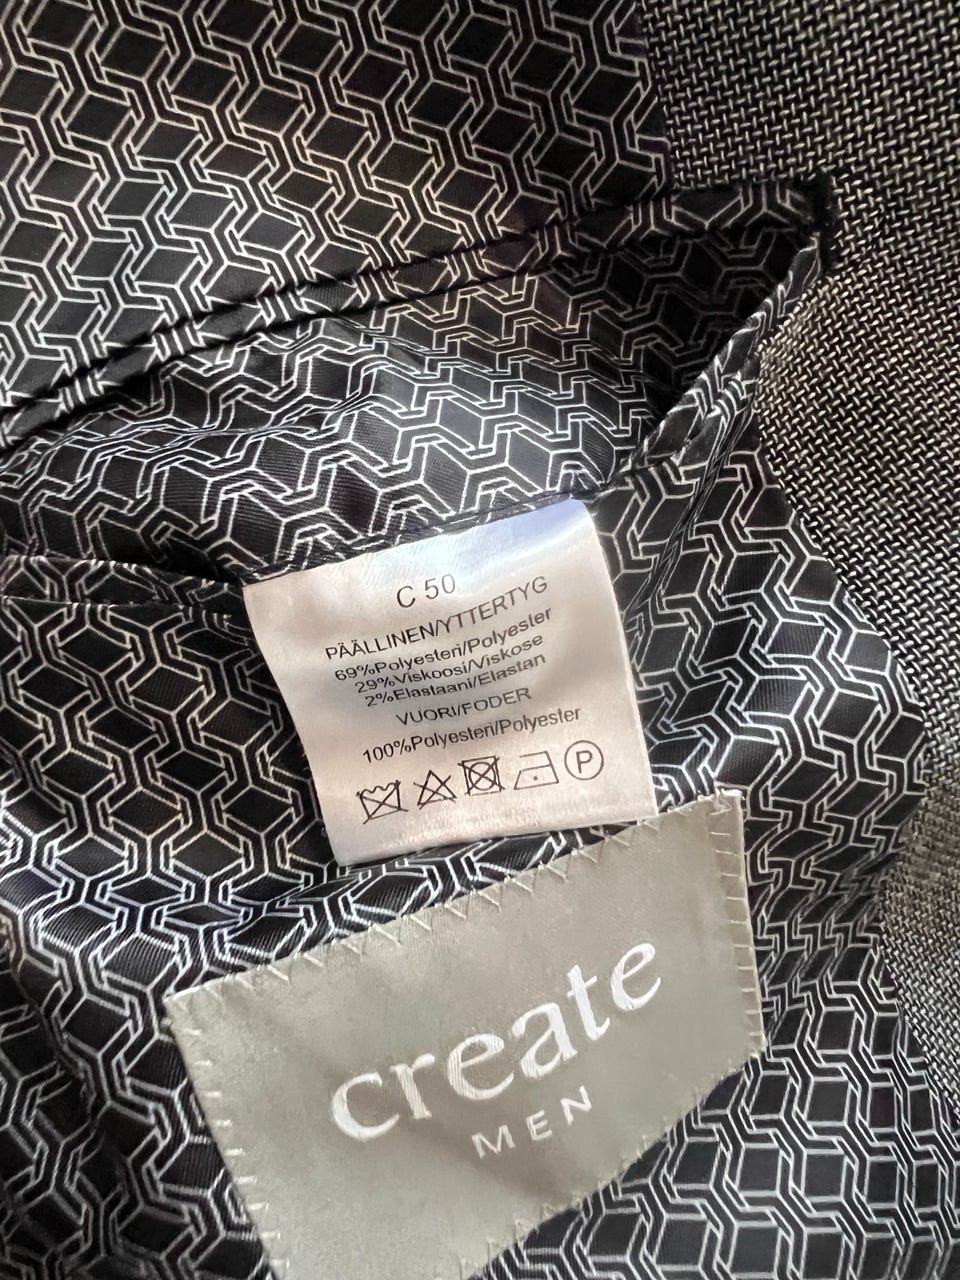 C 50
PÄÄLLINEN/YTTERTYG
69%Polyesteri/Polyester
29%Viskoosi/Viskose
2%Elastaani/Elastan
VUORI/FODER
100%Polyesteri/Polyester
P
create
MEN